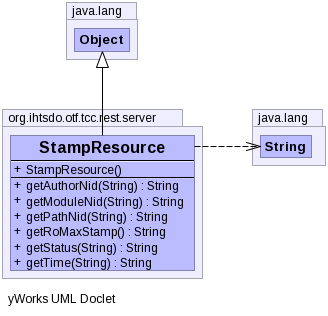 java.lang
Object
org.ihtsdo.otf.tcc.rest.server
java.lang
StampResource
String
+ StampResource()
+ getAuthorNid(String) : String
+ getModuleNid(String) : String
+ getPathNid(String) : String
+ getRoMaxStamp() : String
+ getStatus(String) : String
+ getTime(String) : String
yWorks UML Doclet